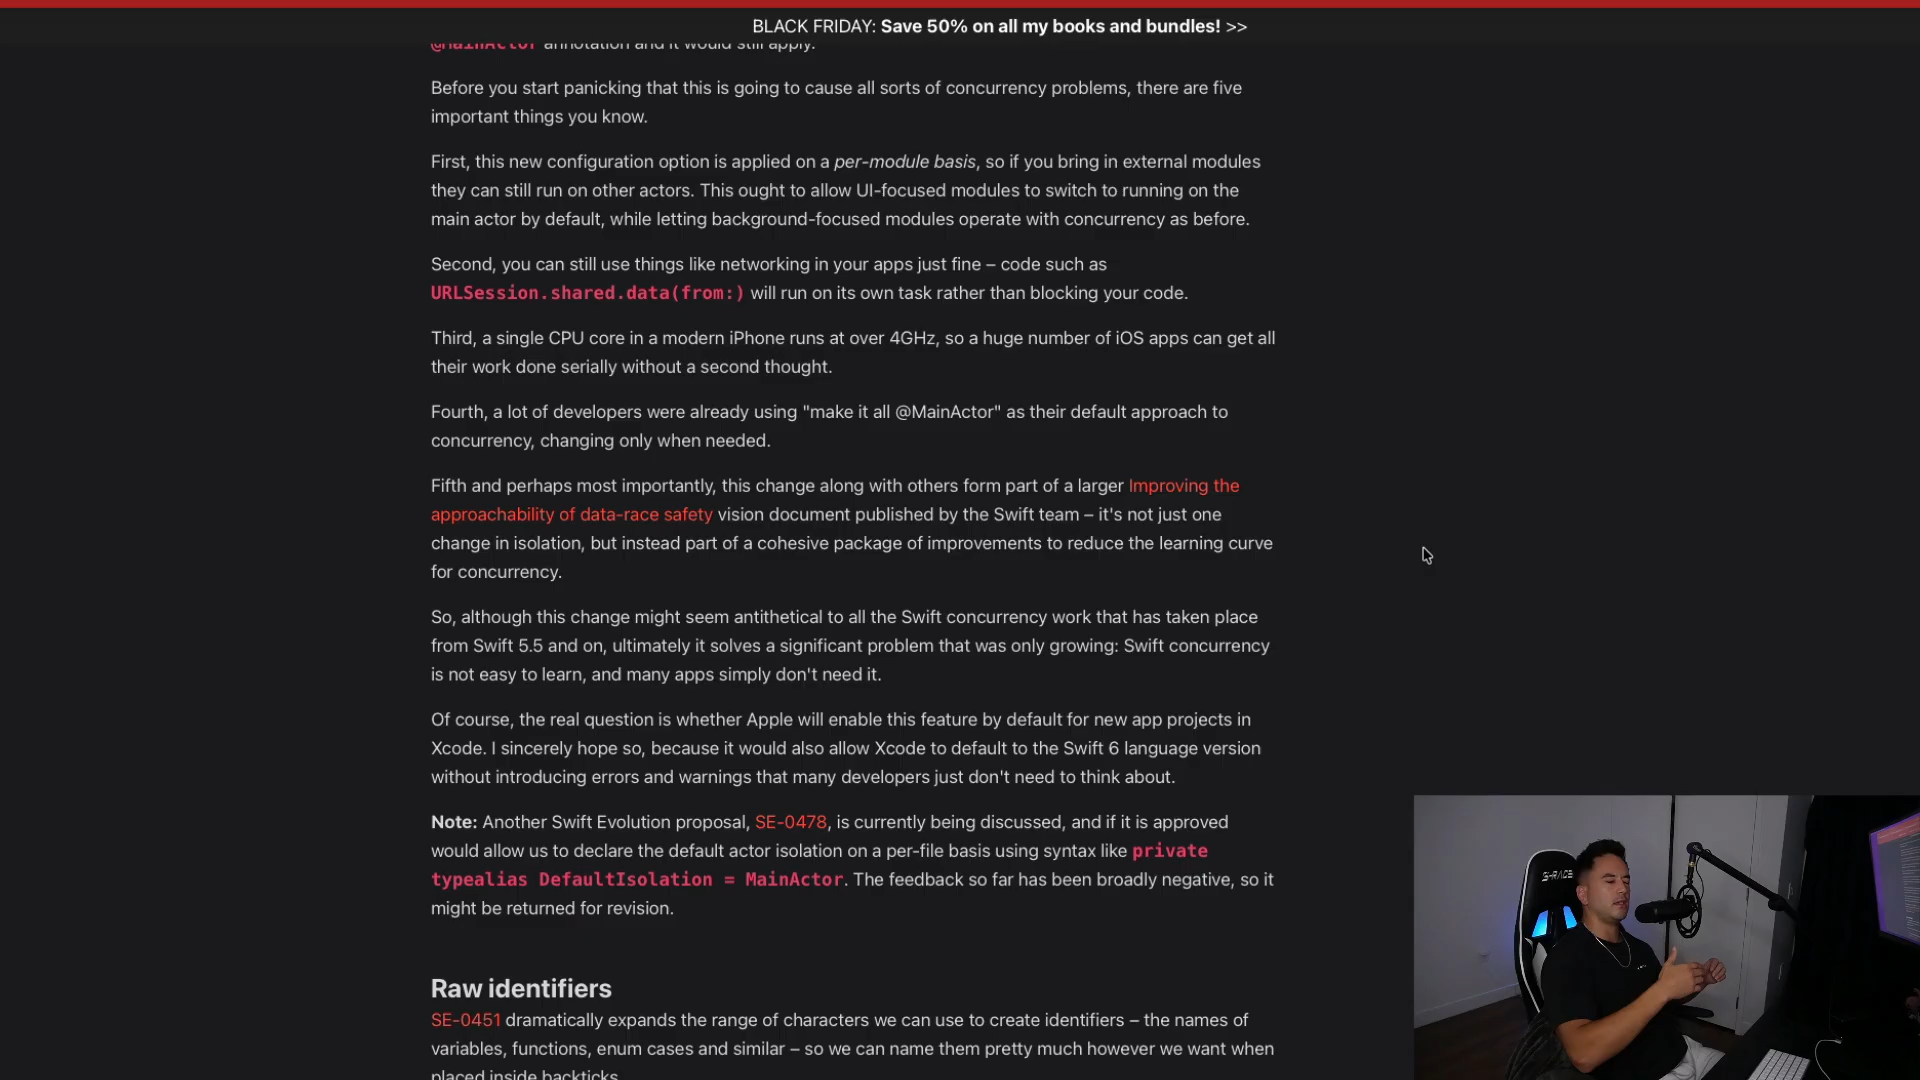 BLACK FRIDAY: Save 50% on all my books and bundles! >>
@MainActor annotation and it would still apply.
Before you start panicking that this is going to cause all sorts of concurrency problems, there are five
important things you know.
First, this new configuration option is applied on a per-module basis, so if you bring in external modules
they can still run on other actors. This ought to allow UI-focused modules to switch to running on the
main actor by default, while letting background-focused modules operate with concurrency as before.
Second, you can still use things like networking in your apps just fine – code such as
URLSession.shared.data(from:) will run on its own task rather than blocking your code.
Third, a single CPU core in a modern iPhone runs at over 4GHz, so a huge number of iOS apps can get all
their work done serially without a second thought.
Fourth, a lot of developers were already using "make it all @MainActor" as their default approach to
concurrency, changing only when needed.
Fifth and perhaps most importantly, this change along with others form part of a larger Improving the
approachability of data-race safety vision document published by the Swift team – it's not just one
change in isolation, but instead part of a cohesive package of improvements to reduce the learning curve
for concurrency.
So, although this change might seem antithetical to all the Swift concurrency work that has taken place
from Swift 5.5 and on, ultimately it solves a significant problem that was only growing: Swift concurrency
is not easy to learn, and many apps simply don't need it.
Of course, the real question is whether Apple will enable this feature by default for new app projects in
Xcode. I sincerely hope so, because it would also allow Xcode to default to the Swift 6 language version
without introducing errors and warnings that many developers just don't need to think about.
Note: Another Swift Evolution proposal, SE-0478, is currently being discussed, and if it is approved
would allow us to declare the default actor isolation on a per-file basis using syntax like private
typealias DefaultIsolation = MainActor. The feedback so far has been broadly negative, so it
might be returned for revision.
Raw identifiers
SE-0451 dramatically expands the range of characters we can use to create identifiers – the names of
variables, functions, enum cases and similar – so we can name them pretty much however we want when
placed inside backticks.